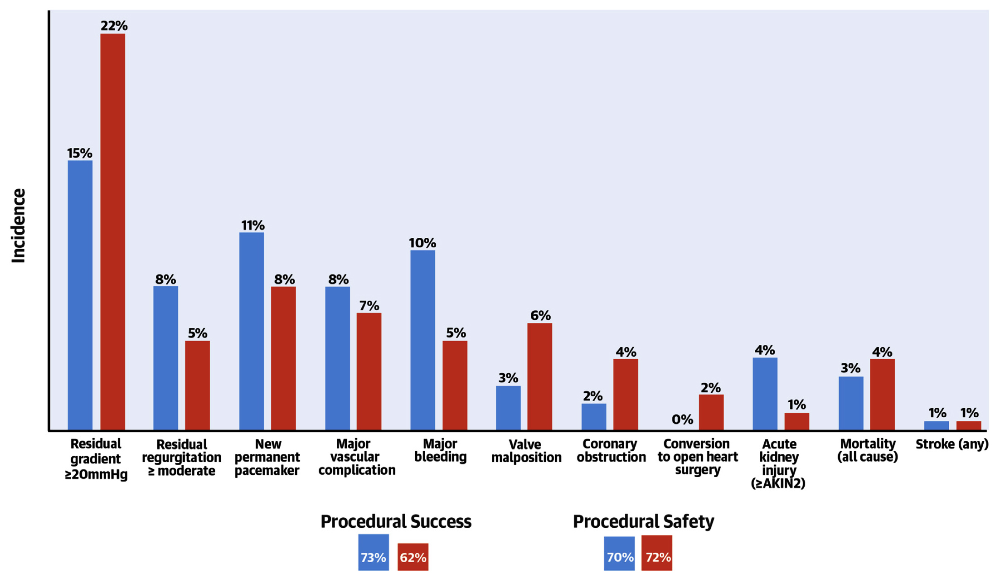 22%
15%
11%
10%
8%
8%
8%
7%
6%
5%
5%
4%
4%
4%
3%
3%
2%
2%
1%
1%
1%
0%
Incidence
Residual
gradient
≥20mmHg
Residual
regurgitation
≥ moderate
New
permanent
pacemaker
Major
vascular
complication
Major
bleeding
Valve
malposition
Coronary
obstruction
Conversion
to open heart
surgery
Acute
kidney
injury
(≥AKIN2)
Mortality
(all cause)
Stroke (any)
Procedural Success
73% 62%
Procedural Safety
70% 72%